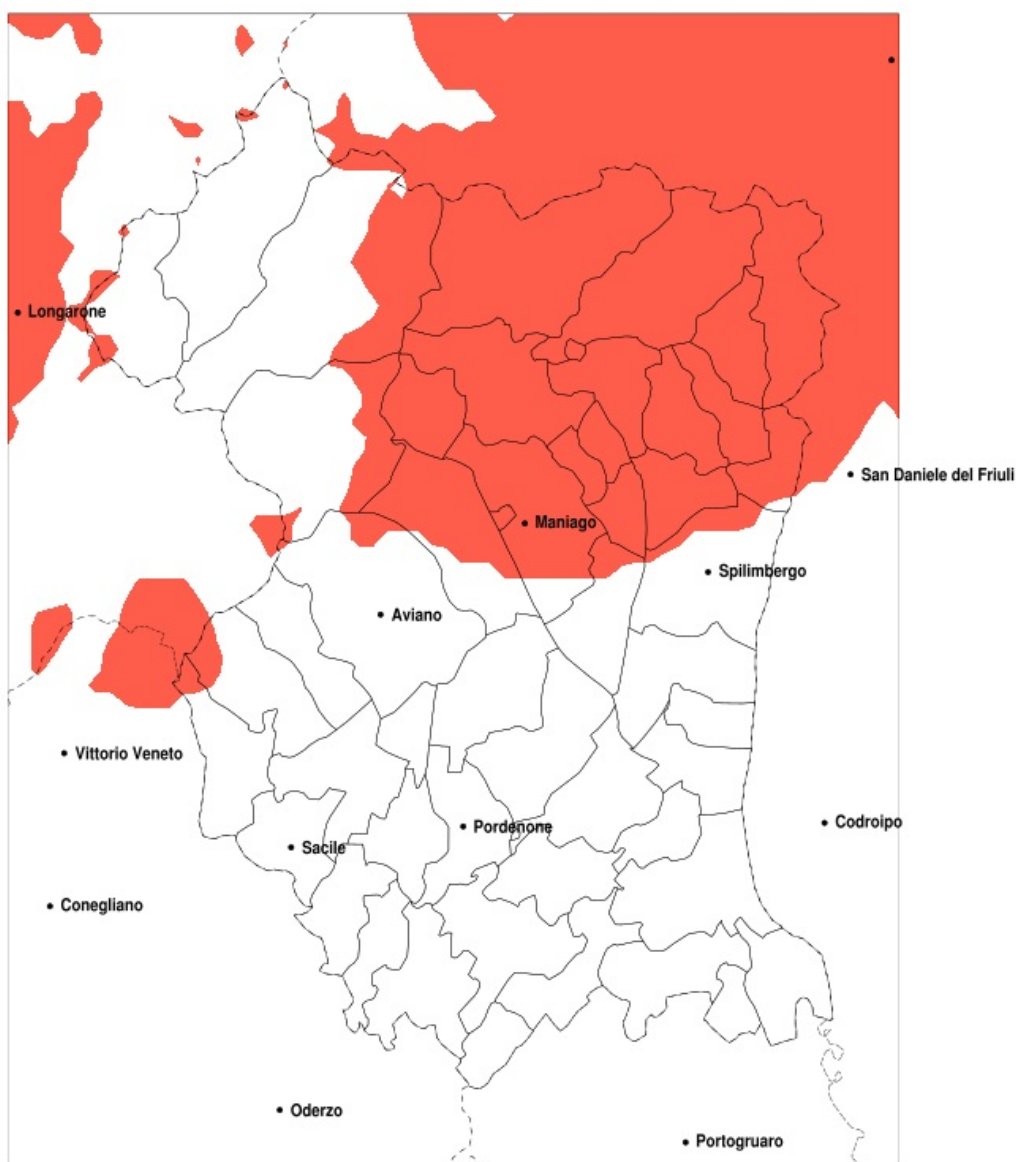 Longarone
San Daniele del Friuli
Maniago
Spilimbergo
Aviano
Vittorio Veneto
Codroipo
Pordenone
Sacile
Conegliano
Oderzo
Portogruaro